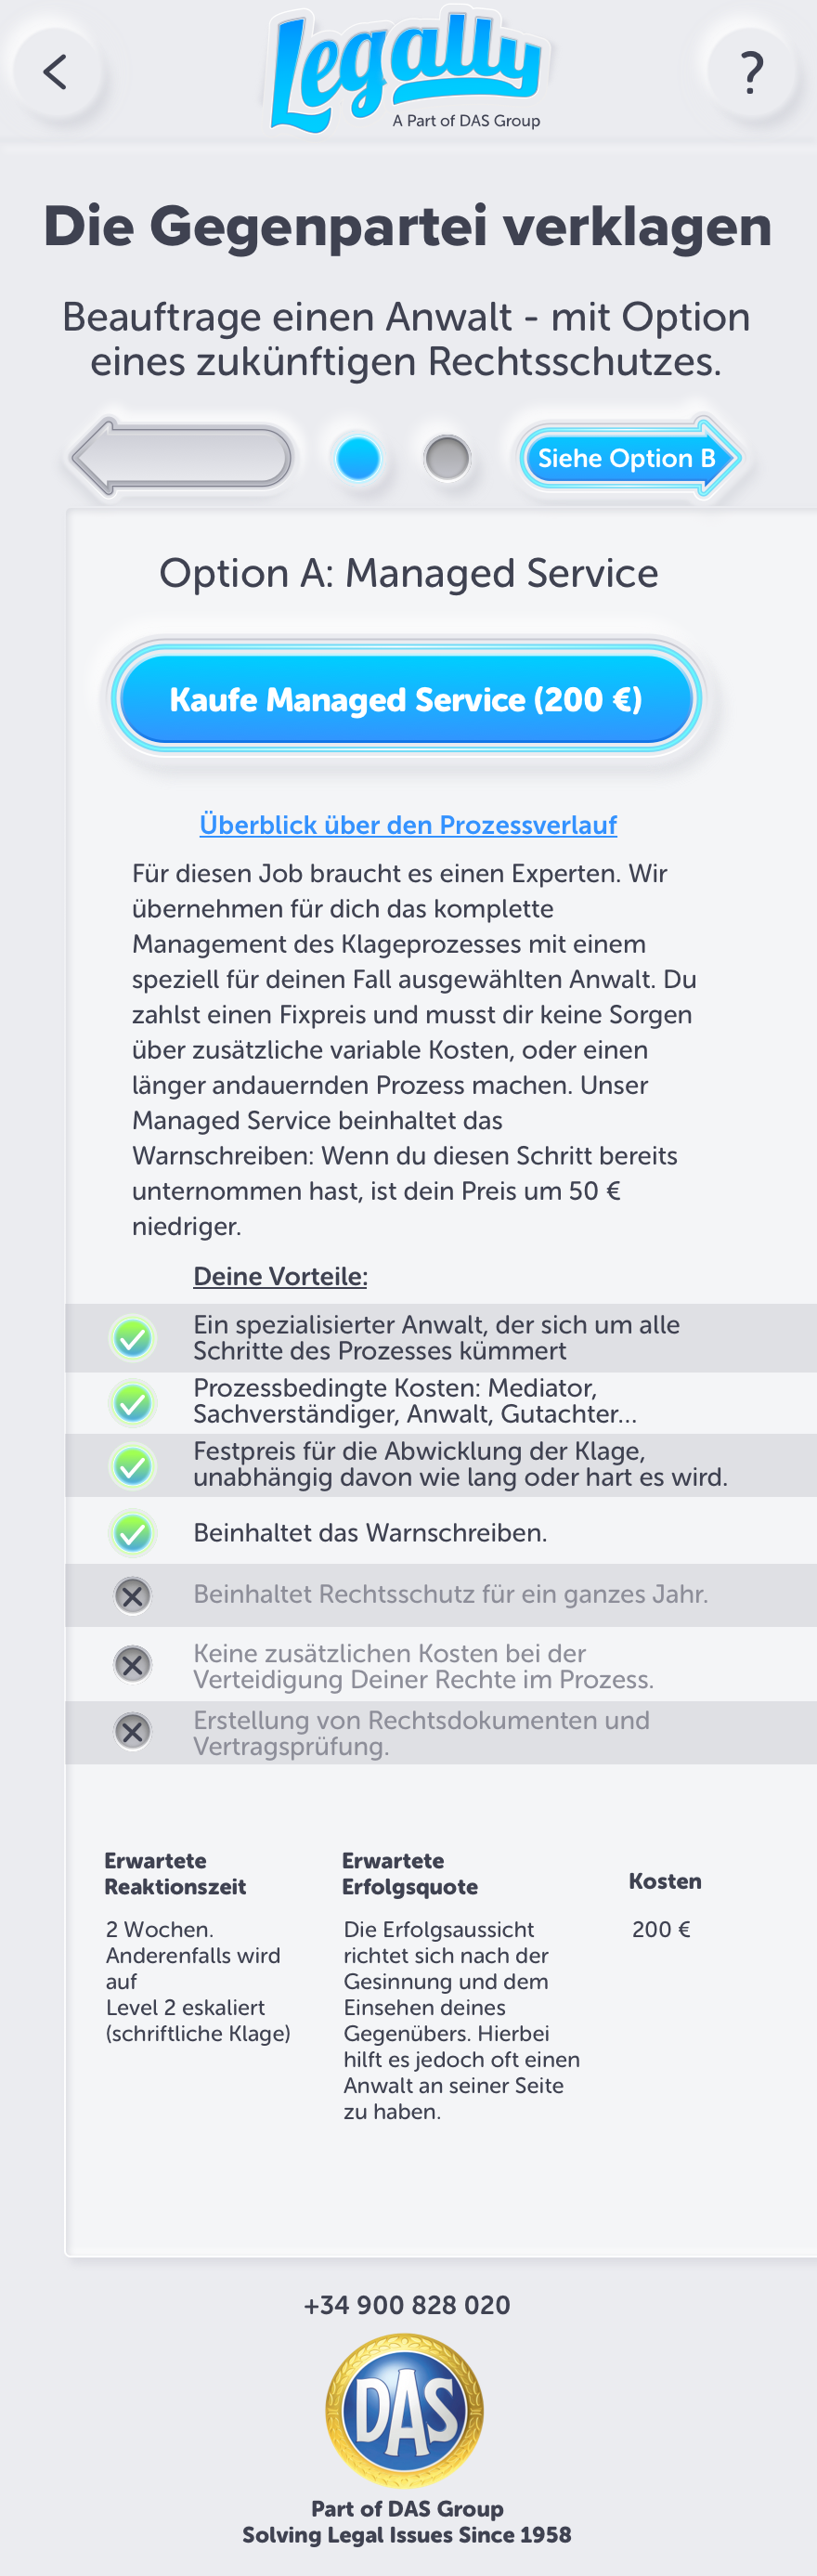 Legally
A Part of DAS Group
?
Die Gegenpartei verklagen
Beauftrage einen Anwalt - mit Option
eines zukünftigen Rechtsschutzes.
Siehe Option B
Option A: Managed Service
Kaufe Managed Service (200 €)
Überblick über den Prozessverlauf
Für diesen Job braucht es einen Experten. Wir
übernehmen für dich das komplette
Management des Klageprozesses mit einem
speziell für deinen Fall ausgewählten Anwalt. Du
zahlst einen Fixpreis und musst dir keine Sorgen
über zusätzliche variable Kosten, oder einen
länger andauernden Prozess machen. Unser
Managed Service beinhaltet das
Warnschreiben: Wenn du diesen Schritt bereits
unternommen hast, ist dein Preis um 50 €
niedriger.
Deine Vorteile:
Ein spezialisierter Anwalt, der sich um alle
Schritte des Prozesses kümmert
Prozessbedingte Kosten: Mediator,
Sachverständiger, Anwalt, Gutachter...
Festpreis für die Abwicklung der Klage,
unabhängig davon wie lang oder hart es wird.
Beinhaltet das Warnschreiben.
Beinhaltet Rechtsschutz für ein ganzes Jahr.
Keine zusätzlichen Kosten bei der
Verteidigung Deiner Rechte im Prozess.
Erstellung von Rechtsdokumenten und
Vertragsprüfung.
Erwartete
Reaktionszeit
2 Wochen.
Anderenfalls wird
auf
Level 2 eskaliert
(schriftliche Klage)
Erwartete
Erfolgsquote
Die Erfolgsaussicht
richtet sich nach der
Gesinnung und dem
Einsehen deines
Gegenübers. Hierbei
hilft es jedoch oft einen
Anwalt an seiner Seite
zu haben.
Kosten
200 €
+34 900 828 020
DAS
Part of DAS Group
Solving Legal Issues Since 1958